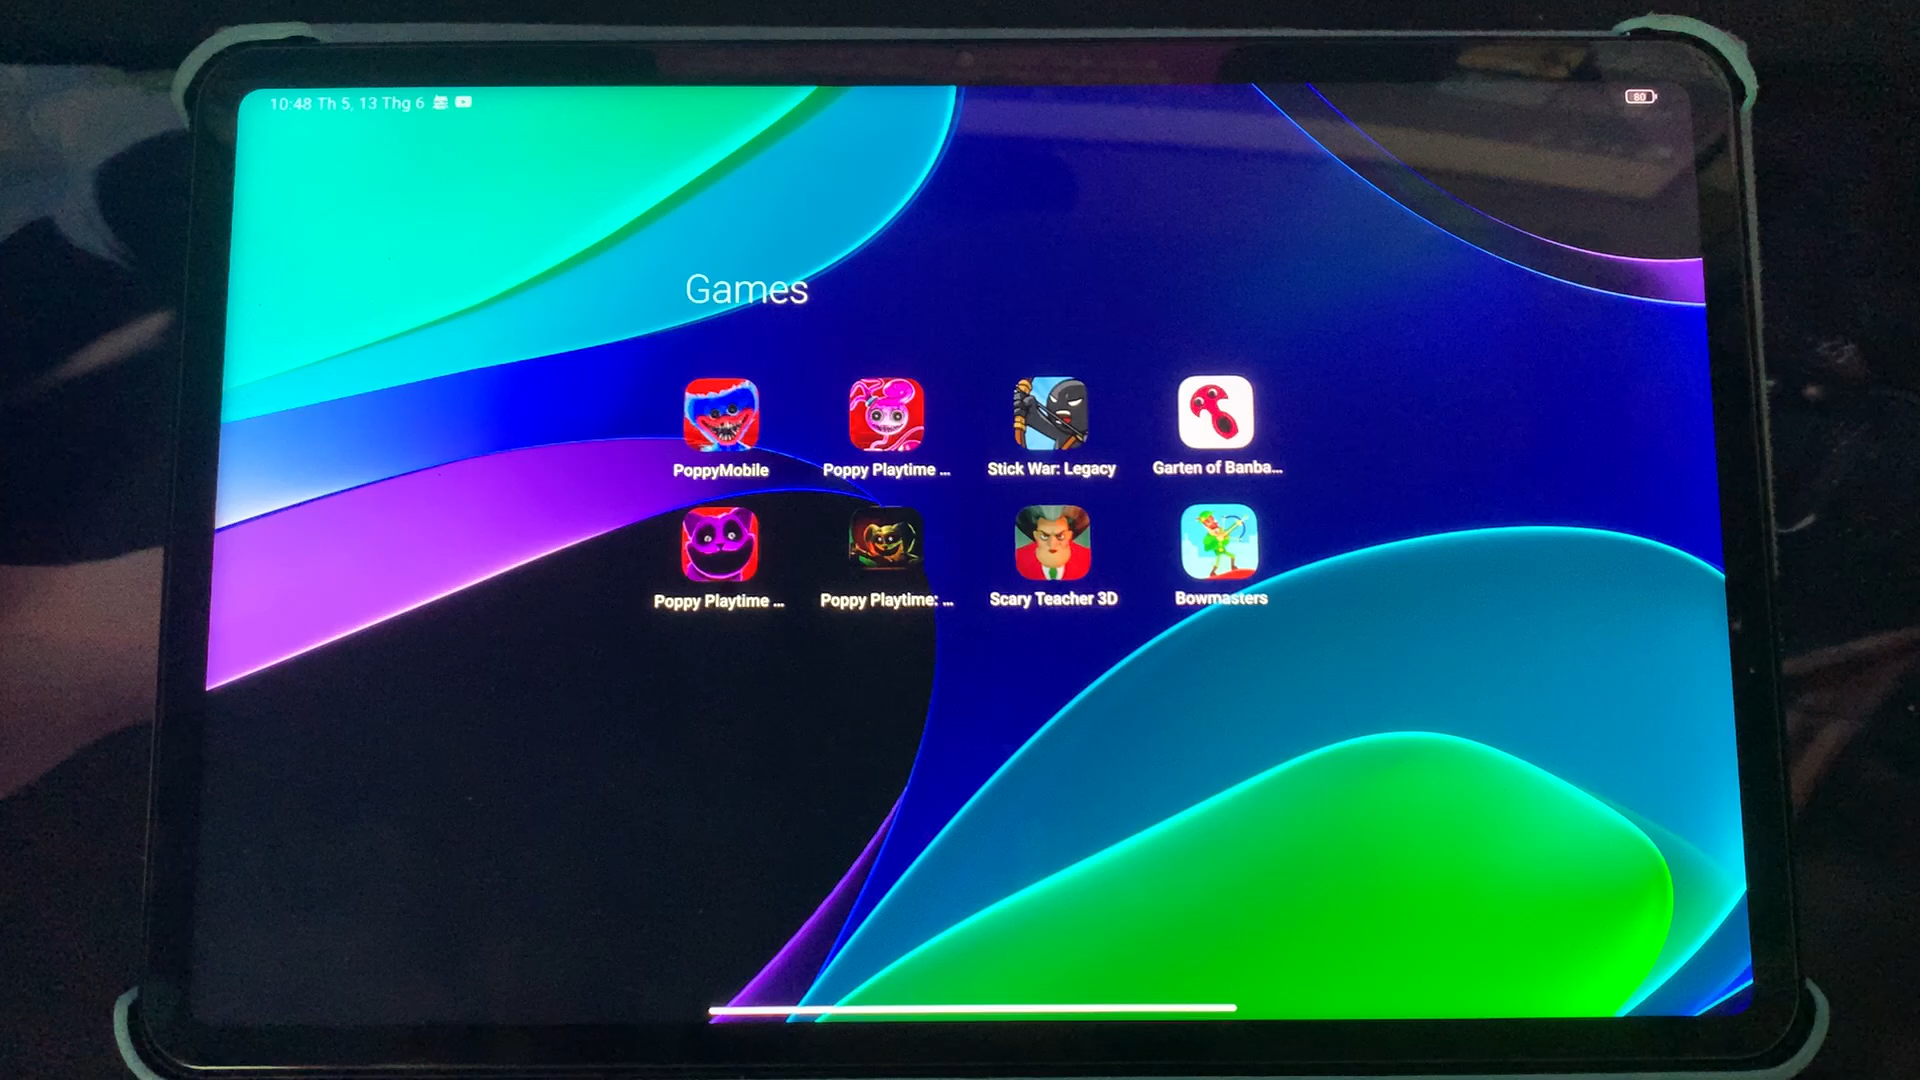 10:48 Th 5, 13 Thg 6
80
Games
PoppyMobile
Poppy Playtime ...
Stick War: Legacy
Garten of Banba...
Poppy Playtime ...
Poppy Playtime: ...
Scary Teacher 3D
Bowmasters